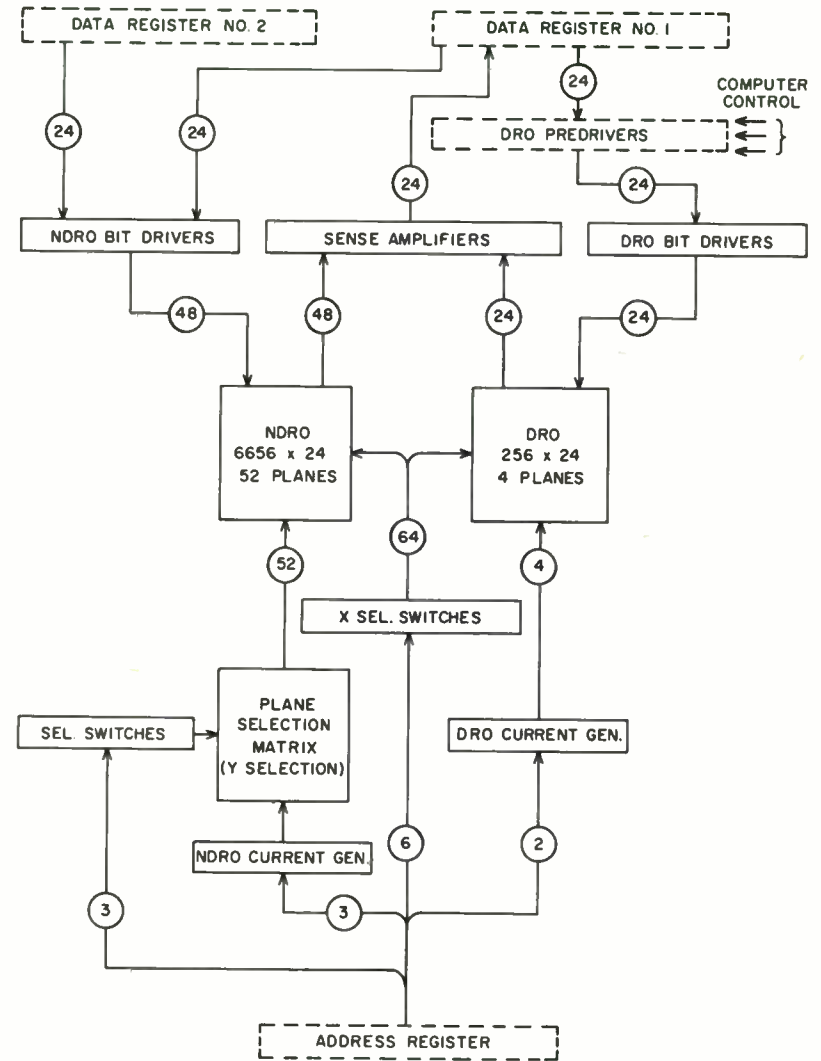 DATA REGISTER NO. 2
DATA REGISTER NO. 1
24
COMPUTER
CONTROL
24
24
DRO PREDRIVERS
24
24
NDRO BIT DRIVERS
SENSE AMPLIFIERS
DRO BIT DRIVERS
48
48
24
24
NDRO
6656 x 24
52 PLANES
DRO
256 x 24
4 PLANES
64
52
4
X SEL. SWITCHES
SEL. SWITCHES
PLANE
SELECTION
MATRIX
(Y SELECTION)
DRO CURRENT GEN.
NDRO CURRENT GEN.
6
2
3
3
ADDRESS REGISTER